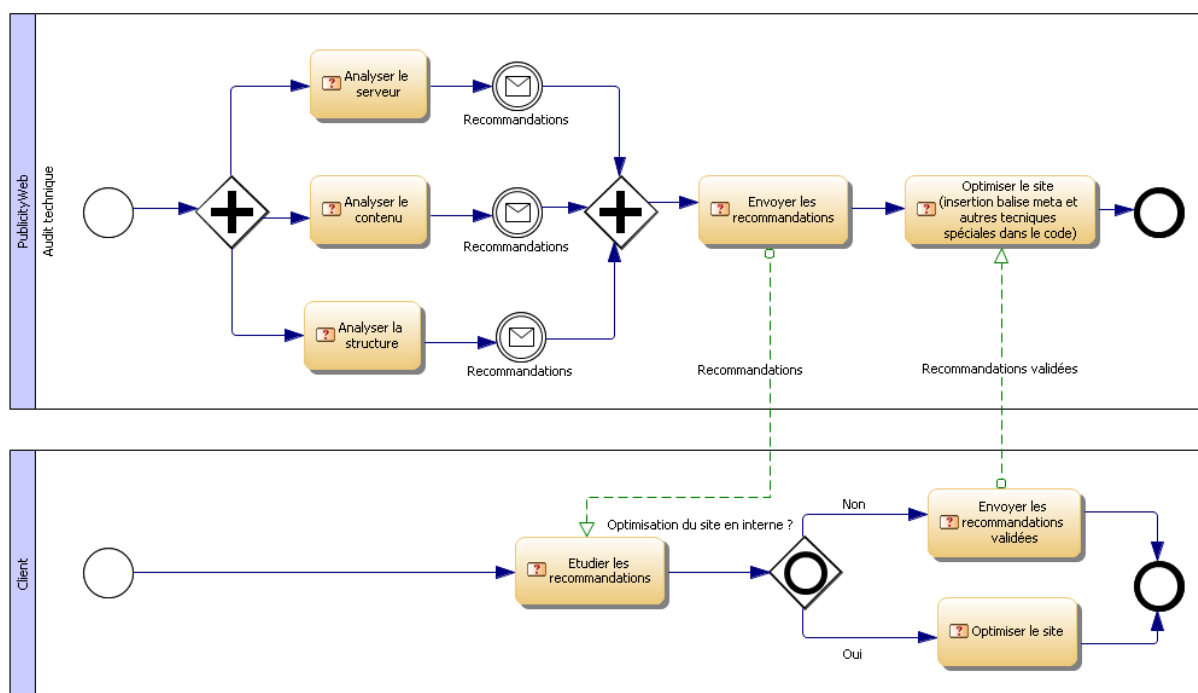 PublicityWeb
Audit technique
Analyser le
serveur
Recommandations
Analyser le
contenu
Recommandations
Analyser la
structure
Recommandations
Envoyer les
recommandations
Optimiser le site
(insertion balise meta et
autres tecniques
spéciales dans le code)
Recommandations
Recommandations validées
Client
Etudier les
recommandations
Optimisation du site en interne ?
Non
Envoyer les
recommandations
validées
Oui
Optimiser le site